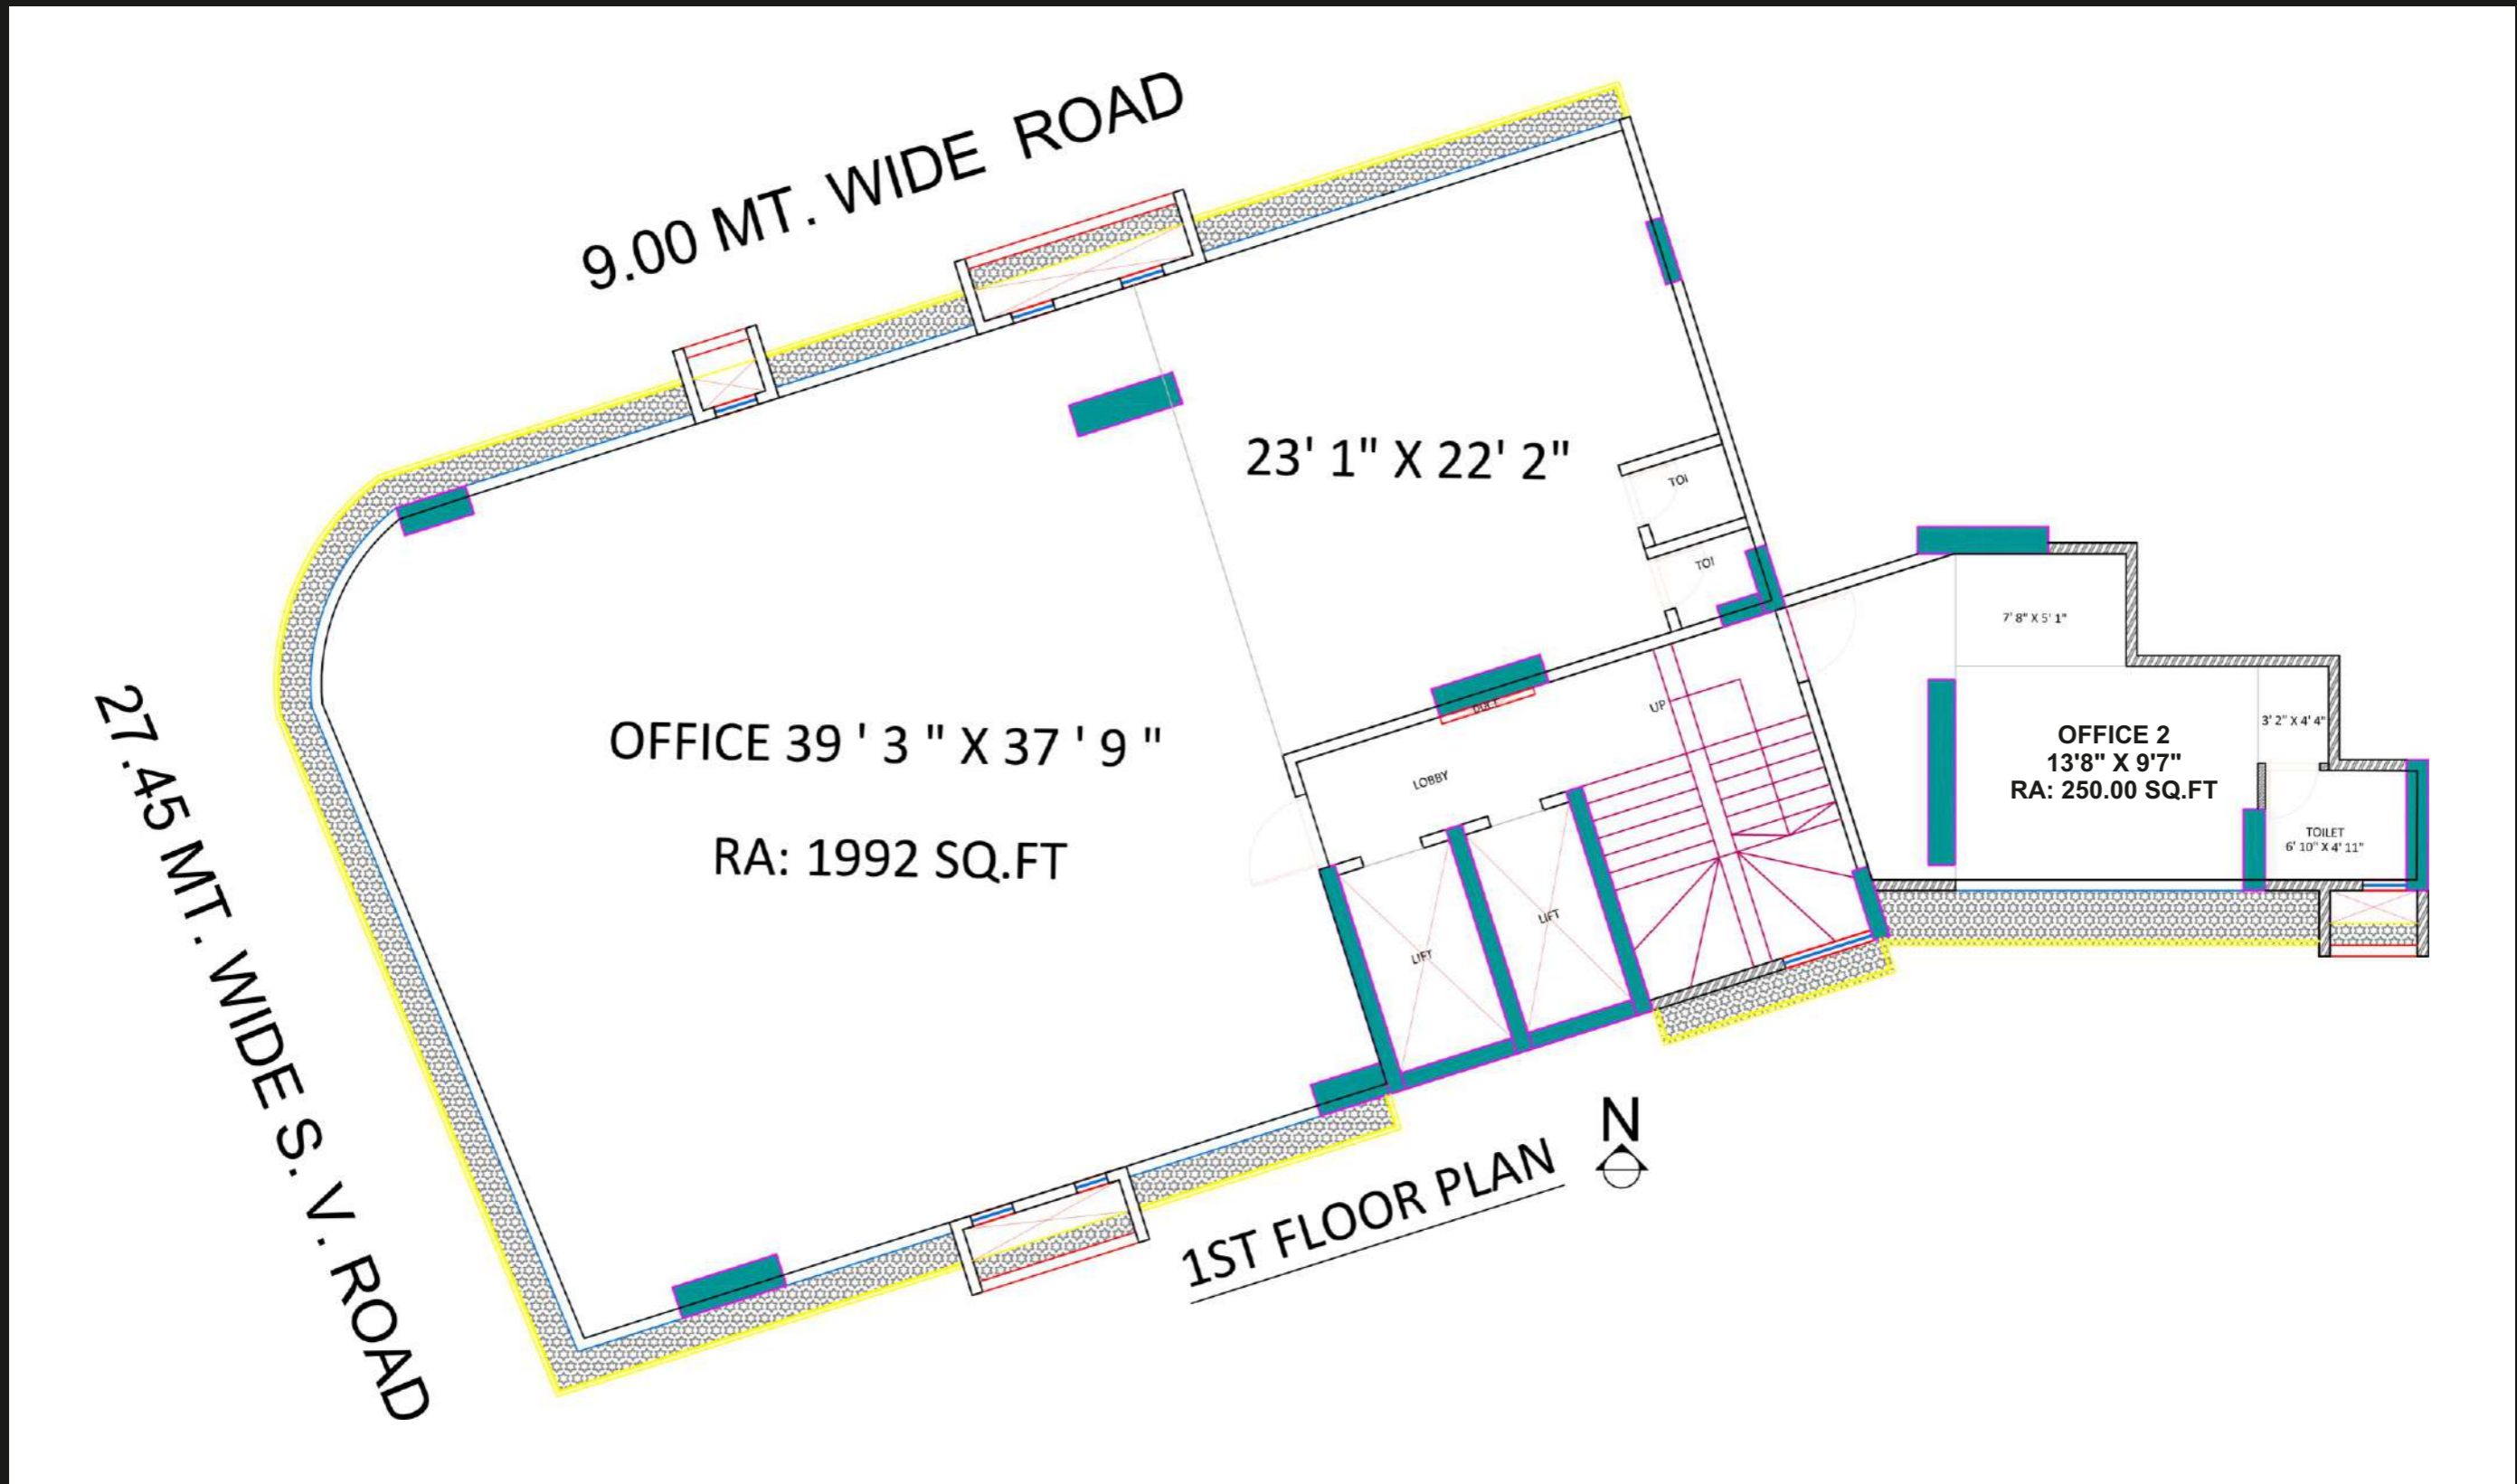 9.00 MT. WIDE ROAD
23' 1" X 22' 2"
TOI
TOI
7' 8" X 5' 1"
27.45 MT. WIDE S. V. ROAD
OFFICE 39 ' 3 " X 37 ' 9 "
RA: 1992 SQ.FT
DUCT
UP
LOBBY
LIFT
LIFT
OFFICE 2
13'8" X 9'7"
RA: 250.00 SQ.FT
3' 2" X 4' 4"
TOILET
6' 10" X 4' 11"
N
1ST FLOOR PLAN